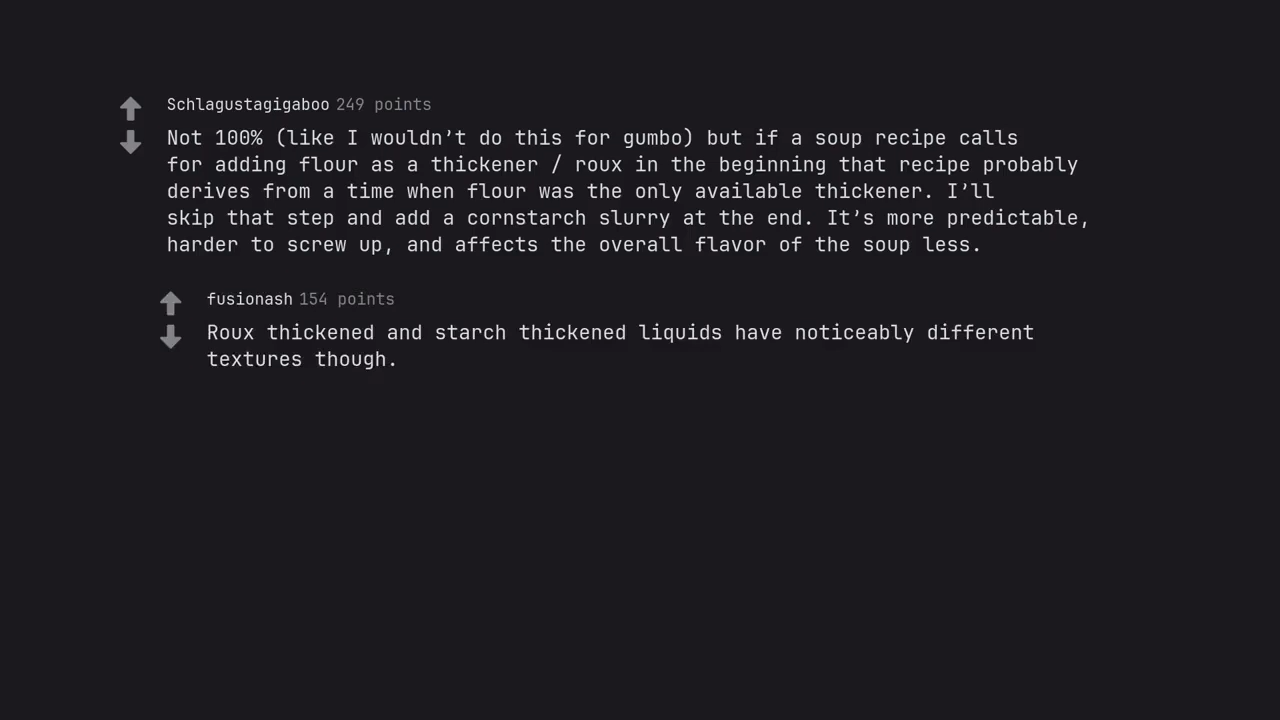 Schlagustagigaboo 249 points
Not 100% (like I wouldn’t do this for gumbo) but if a soup recipe calls
for adding flour as a thickener / roux in the beginning that recipe probably
derives from a time when flour was the only available thickener. I’ll
skip that step and add a cornstarch slurry at the end. It’s more predictable,
harder to screw up, and affects the overall flavor of the soup less.
fusionash 154 points
Roux thickened and starch thickened liquids have noticeably different
textures though.